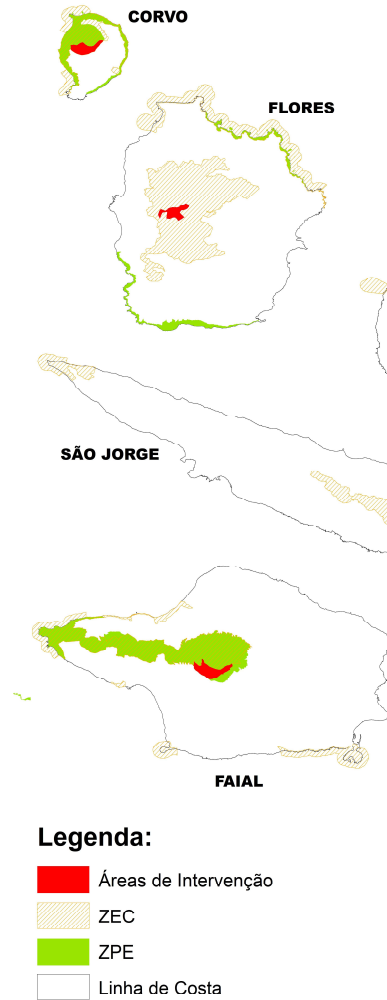 CORVO
FLORES
SÃO JORGE
FAIAL
Legenda:
Áreas de Intervenção
ZEC
ZPE
Linha de Costa